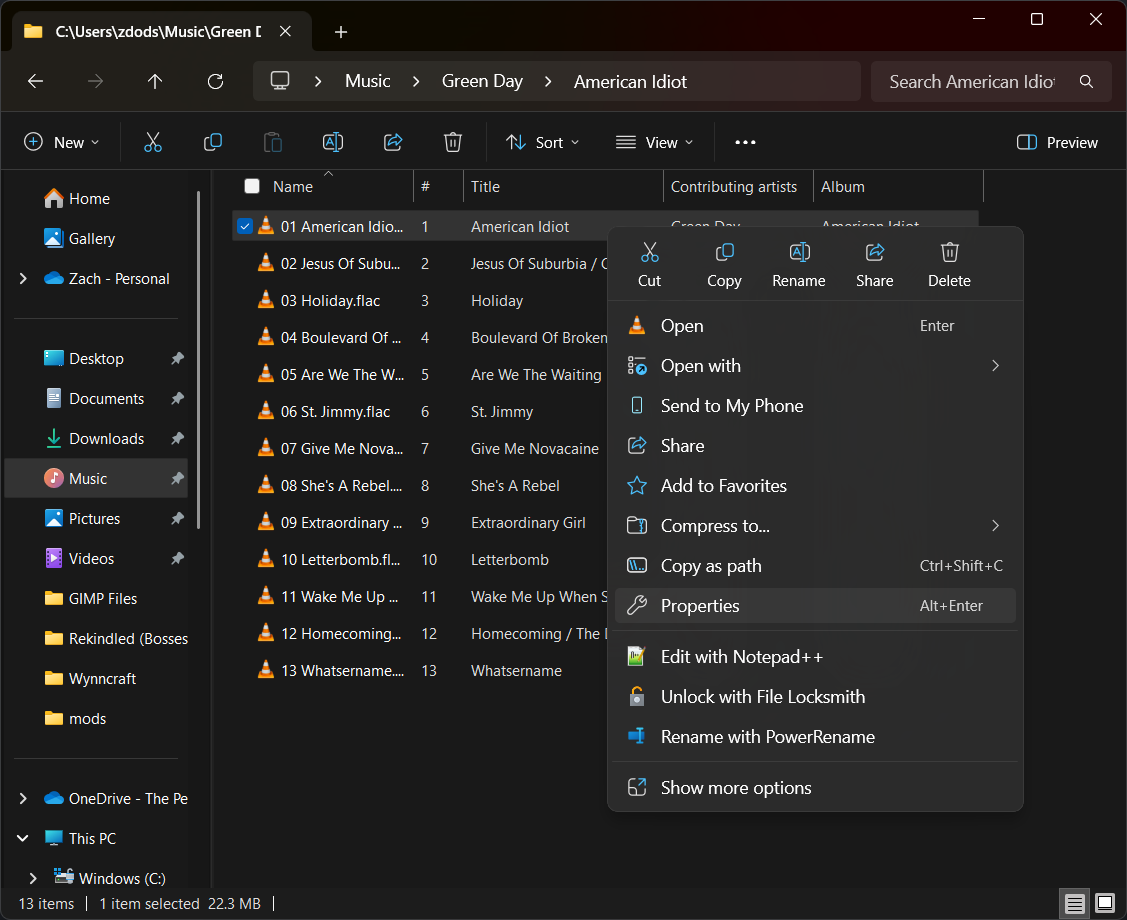 C:\Users\zdods\Music\Green D
Music > Green Day > American Idiot
Search American Idiot
New
Sort
View
Preview
Home
Gallery
Zach - Personal
Desktop
Documents
Downloads
Music
Pictures
Videos
GIMP Files
Rekindled (Bosses
Wynncraft
mods
OneDrive - The Pe
This PC
Windows (C:)
Name # Title Contributing artists Album
01 American Idio... 1 American Idiot Green Day American Idiot
02 Jesus Of Subu... 2 Jesus Of Suburbia / C
03 Holiday.flac 3 Holiday
04 Boulevard Of ... 4 Boulevard Of Broken
05 Are We The W... 5 Are We The Waiting
06 St. Jimmy.flac 6 St. Jimmy
07 Give Me Nova... 7 Give Me Novacaine
08 She's A Rebel.... 8 She's A Rebel
09 Extraordinary ... 9 Extraordinary Girl
10 Letterbomb.fl... 10 Letterbomb
11 Wake Me Up ... 11 Wake Me Up When S
12 Homecoming... 12 Homecoming / The
13 Whatsername.... 13 Whatsername
Cut Copy Rename Share Delete
Open Enter
Open with
Send to My Phone
Share
Add to Favorites
Compress to...
Copy as path Ctrl+Shift+C
Properties Alt+Enter
Edit with Notepad++
Unlock with File Locksmith
Rename with PowerRename
Show more options
13 items 1 item selected 22.3 MB